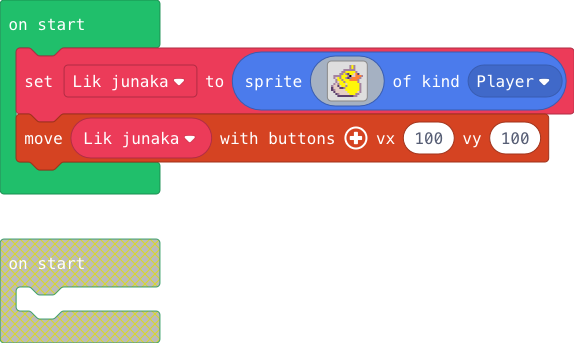 on start
set Lik junaka to sprite of kind Player
move Lik junaka with buttons vx 100 vy 100
on start